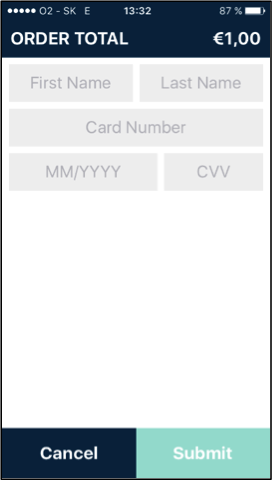 O2 - SK E 13:32 87 %
ORDER TOTAL €1,00
First Name Last Name
Card Number
MM/YYYY CVV
Cancel Submit